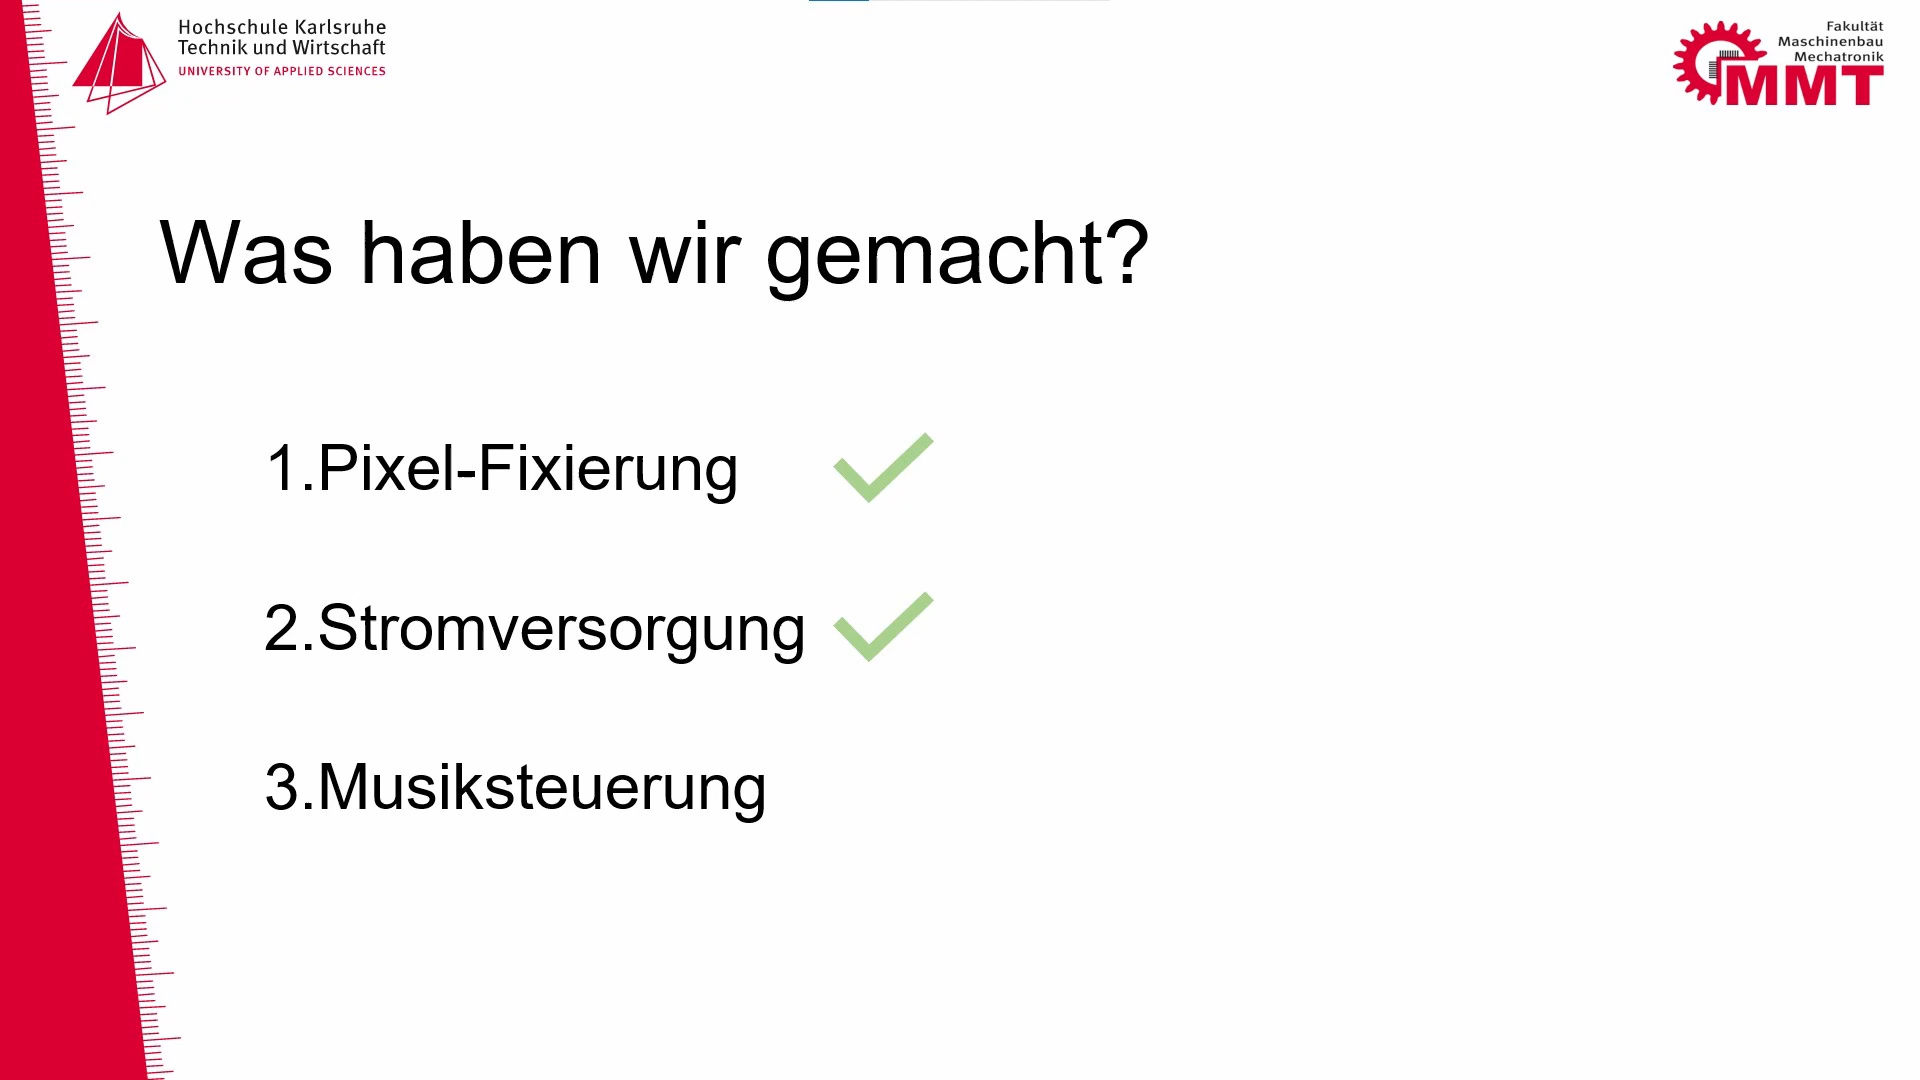 Hochschule Karlsruhe
Technik und Wirtschaft
UNIVERSITY OF APPLIED SCIENCES
Fakultät
Maschinenbau
Mechatronik
MMT
Was haben wir gemacht?
1.Pixel-Fixierung
2.Stromversorgung
3.Musiksteuerung